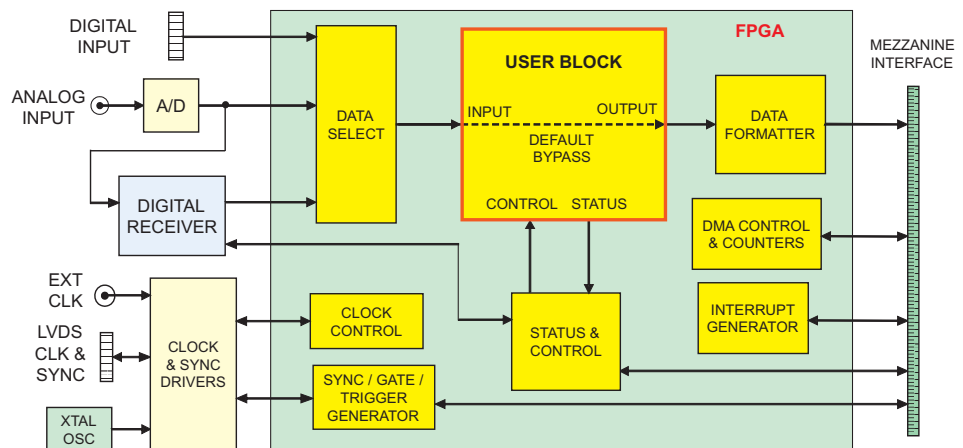 DIGITAL
INPUT
ANALOG
INPUT
A/D
DATA
SELECT
USER BLOCK
INPUT
OUTPUT
DEFAULT
BYPASS
CONTROL
STATUS
FPGA
DATA
FORMATTER
MEZZANINE
INTERFACE
DIGITAL
RECEIVER
DMA CONTROL
& COUNTERS
EXT
CLK
LVDS
CLK &
SYNC
XTAL
OSC
CLOCK
& SYNC
DRIVERS
CLOCK
CONTROL
SYNC / GATE /
TRIGGER
GENERATOR
STATUS &
CONTROL
INTERRUPT
GENERATOR